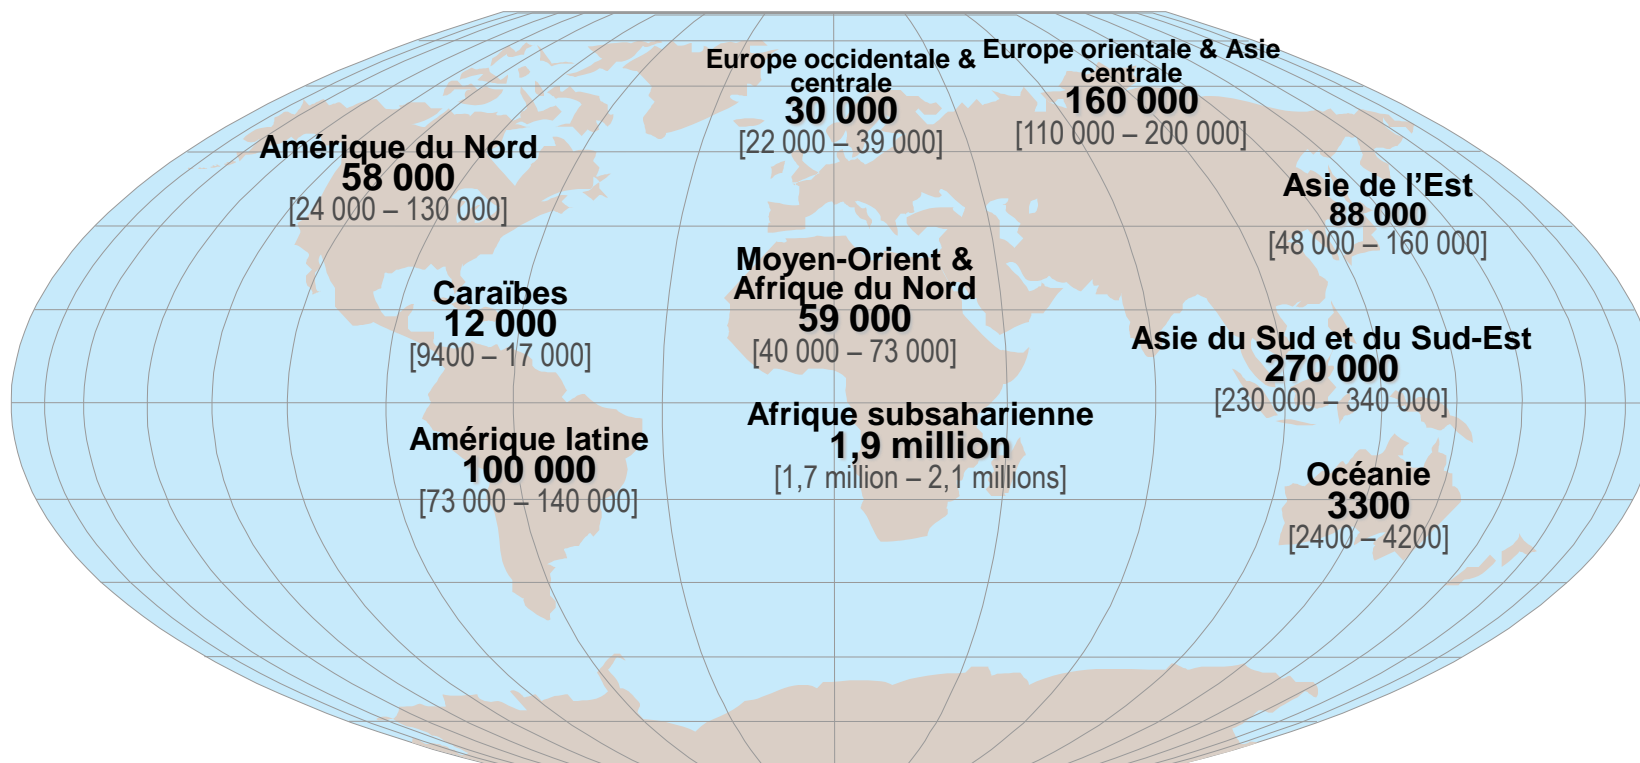 Europe occidentale &
centrale
30 000
[22 000 – 39 000]
Europe orientale & Asie
centrale
160 000
[110 000 – 200 000]
Amérique du Nord
58 000
[24 000 – 130 000]
Asie de l’Est
88 000
[48 000 – 160 000]
Moyen-Orient &
Afrique du Nord
59 000
[40 000 – 73 000]
Caraïbes
12 000
[9400 – 17 000]
Asie du Sud et du Sud-Est
270 000
[230 000 – 340 000]
Afrique subsaharienne
1,9 million
[1,7 million – 2,1 millions]
Amérique latine
100 000
[73 000 – 140 000]
Océanie
3300
[2400 – 4200]